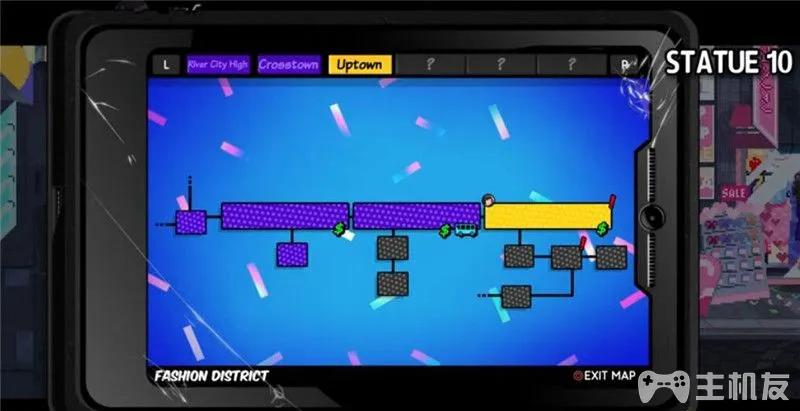 L River City High Crosstown Uptown ? ? ? R
STATUE 10
SALE
$ $ $
FASHION DISTRICT
EXIT MAP
主机友